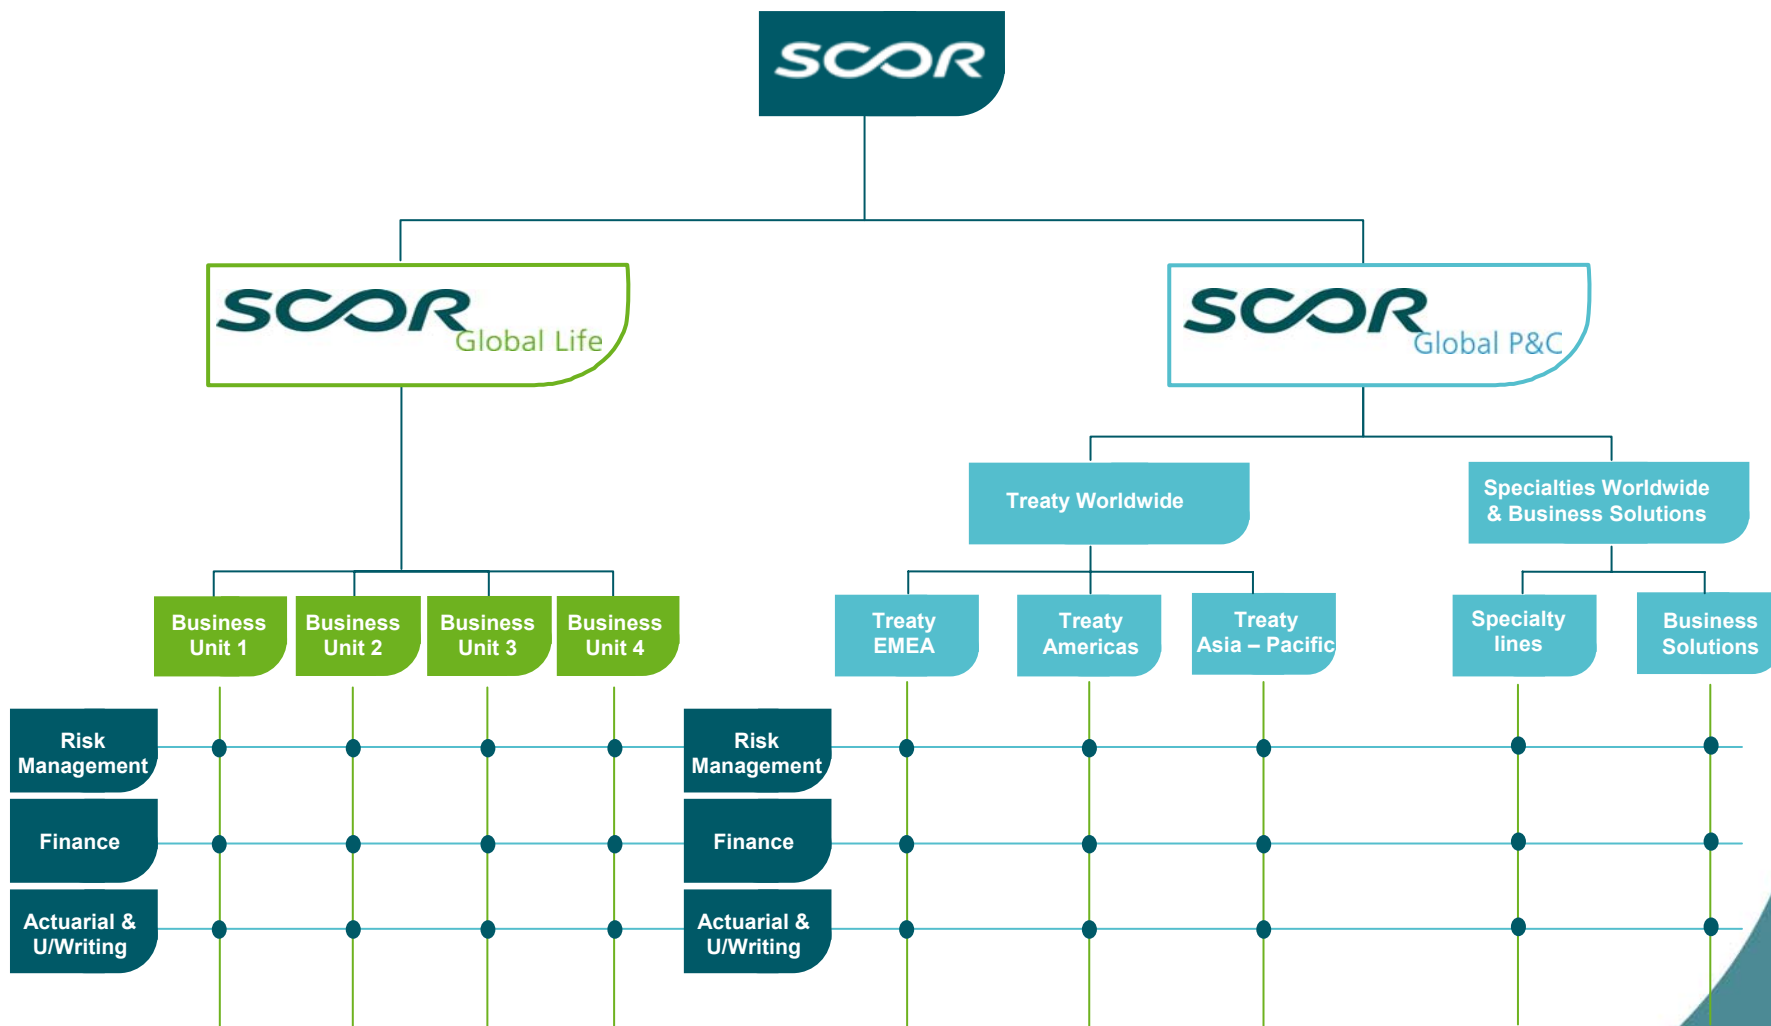 SCOR
SCOR
Global Life
SCOR
Global P&C
Treaty Worldwide
Specialties Worldwide
& Business Solutions
Business
Unit 1
Business
Unit 2
Business
Unit 3
Business
Unit 4
Treaty
EMEA
Treaty
Americas
Treaty
Asia – Pacific
Specialty
lines
Business
Solutions
Risk
Management
Risk
Management
Finance
Finance
Actuarial &
U/Writing
Actuarial &
U/Writing